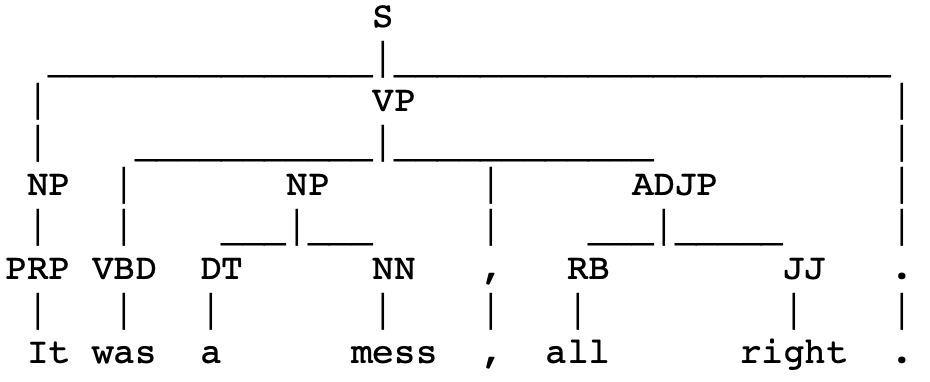 S
VP
NP NP ADJP
PRP VBD DT NN , RB JJ .
It was a mess , all right .